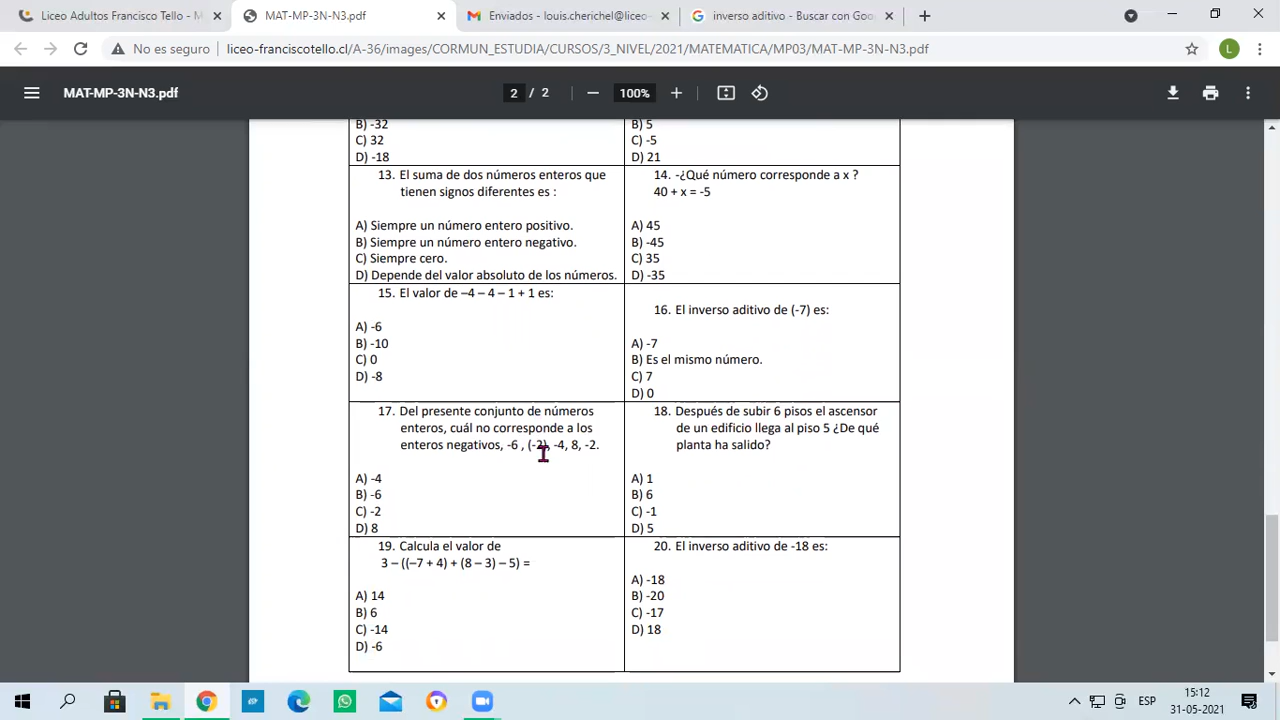 Liceo Adultos Francisco Tello - M
MAT-MP-3N-N3.pdf
Enviados - louis.cherichel@liceo-
inverso aditivo - Buscar con Goo
No es seguro
liceo-franciscotello.cl/A-36/images/CORMUN_ESTUDIA/CURSOS/3_NIVEL/2021/MATEMATICA/MP03/MAT-MP-3N-N3.pdf
L
MAT-MP-3N-N3.pdf
2 / 2
100%
B) -32
C) 32
D) -18
B) 5
C) -5
D) 21
13. El suma de dos números enteros que
tienen signos diferentes es :
A) Siempre un número entero positivo.
B) Siempre un número entero negativo.
C) Siempre cero.
D) Depende del valor absoluto de los números.
14. -¿Qué número corresponde a x ?
40 + x = -5
A) 45
B) -45
C) 35
D) -35
15. El valor de –4 – 4 – 1 + 1 es:
A) -6
B) -10
C) 0
D) -8
16. El inverso aditivo de (-7) es:
A) -7
B) Es el mismo número.
C) 7
D) 0
17. Del presente conjunto de números
enteros, cuál no corresponde a los
enteros negativos, -6 , (-2), -4, 8, -2.
A) -4
B) -6
C) -2
D) 8
18. Después de subir 6 pisos el ascensor
de un edificio llega al piso 5 ¿De qué
planta ha salido?
A) 1
B) 6
C) -1
D) 5
19. Calcula el valor de
3 – ((–7 + 4) + (8 – 3) – 5) =
A) 14
B) 6
C) -14
D) -6
20. El inverso aditivo de -18 es:
A) -18
B) -20
C) -17
D) 18
ESP
15:12
31-05-2021